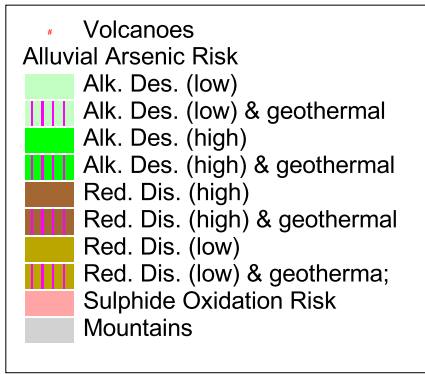 # Volcanoes
Alluvial Arsenic Risk
Alk. Des. (low)
Alk. Des. (low) & geothermal
Alk. Des. (high)
Alk. Des. (high) & geothermal
Red. Dis. (high)
Red. Dis. (high) & geothermal
Red. Dis. (low)
Red. Dis. (low) & geotherma;
Sulphide Oxidation Risk
Mountains